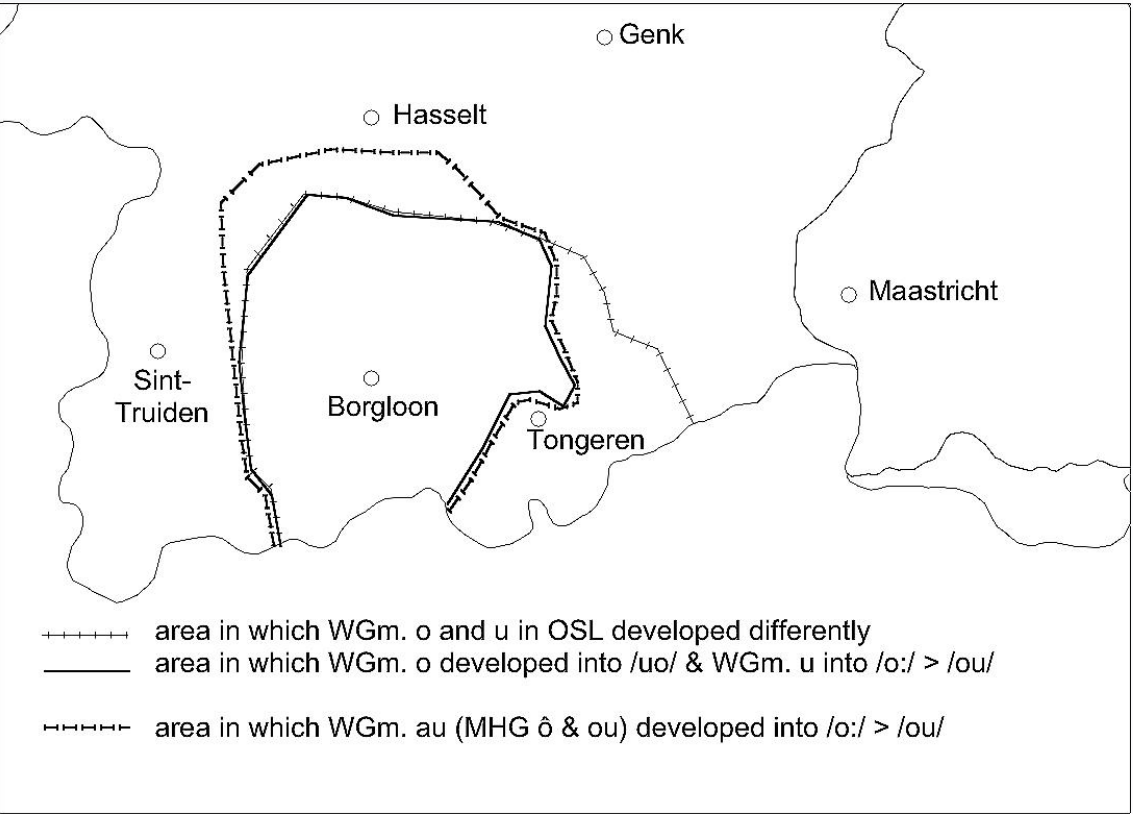 Genk
Hasselt
Maastricht
Sint-
Truiden
Borgloon
Tongeren
area in which WGm. o and u in OSL developed differently
area in which WGm. o developed into /uo/ & WGm. u into /o:/ > /ou/
area in which WGm. au (MHG ô & ou) developed into /o:/ > /ou/